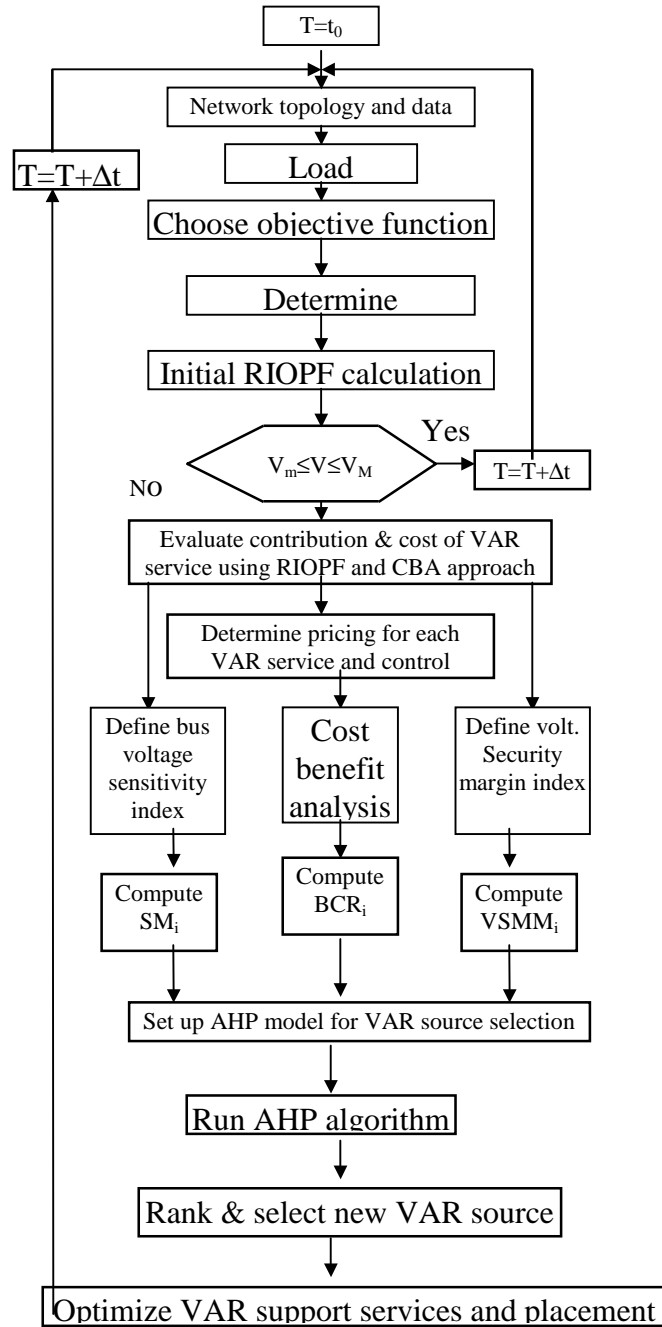 T=t₀
Network topology and data
T=T+Δt
Load
Choose objective function
Determine
Initial RIOPF calculation
Yes
Vₘ≤V≤V_M
T=T+Δt
NO
Evaluate contribution & cost of VAR
service using RIOPF and CBA approach
Determine pricing for each
VAR service and control
Define bus
voltage
sensitivity
index
Cost
benefit
analysis
Define volt.
Security
margin index
Compute
SMᵢ
Compute
BCRᵢ
Compute
VSMMᵢ
Set up AHP model for VAR source selection
Run AHP algorithm
Rank & select new VAR source
Optimize VAR support services and placement